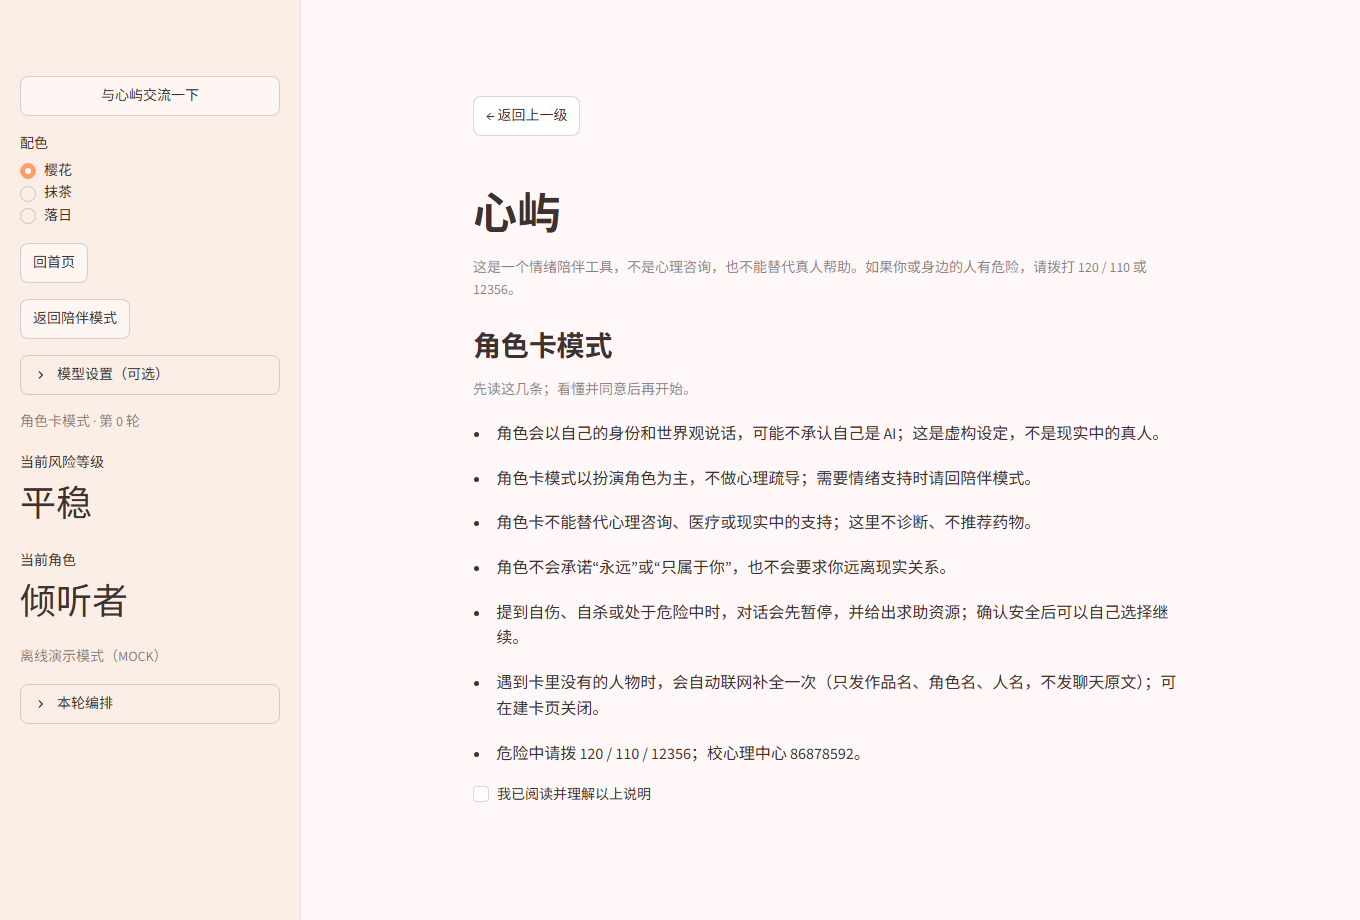 与心屿交流一下
配色
樱花
抹茶
落日
回首页
返回陪伴模式
模型设置（可选）
角色卡模式 · 第 0 轮
当前风险等级
平稳
当前角色
倾听者
离线演示模式（MOCK）
本轮编排
← 返回上一级
心屿
这是一个情绪陪伴工具，不是心理咨询，也不能替代真人帮助。如果你或身边的人有危险，请拨打 120 / 110 或
12356。
角色卡模式
先读这几条；看懂并同意后再开始。
角色会以自己的身份和世界观说话，可能不承认自己是 AI；这是虚构设定，不是现实中的真人。
角色卡模式以扮演角色为主，不做心理疏导；需要情绪支持时请回陪伴模式。
角色卡不能替代心理咨询、医疗或现实中的支持；这里不诊断、不推荐药物。
角色不会承诺“永远”或“只属于你”，也不会要求你远离现实关系。
提到自伤、自杀或处于危险中时，对话会先暂停，并给出求助资源；确认安全后可以自己选择继
续。
遇到卡里没有的人物时，会自动联网补全一次（只发作品名、角色名、人名，不发聊天原文）；可
在建卡页关闭。
危险中请拨 120 / 110 / 12356；校心理中心 86878592。
我已阅读并理解以上说明